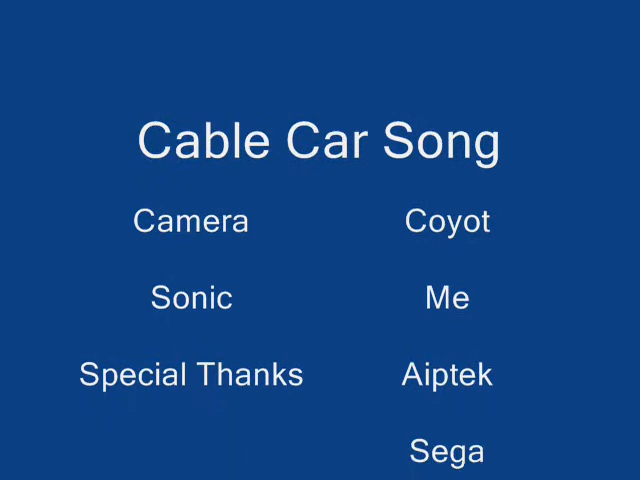 Cable Car Song
Camera Coyot
Sonic Me
Special Thanks Aiptek
Sega